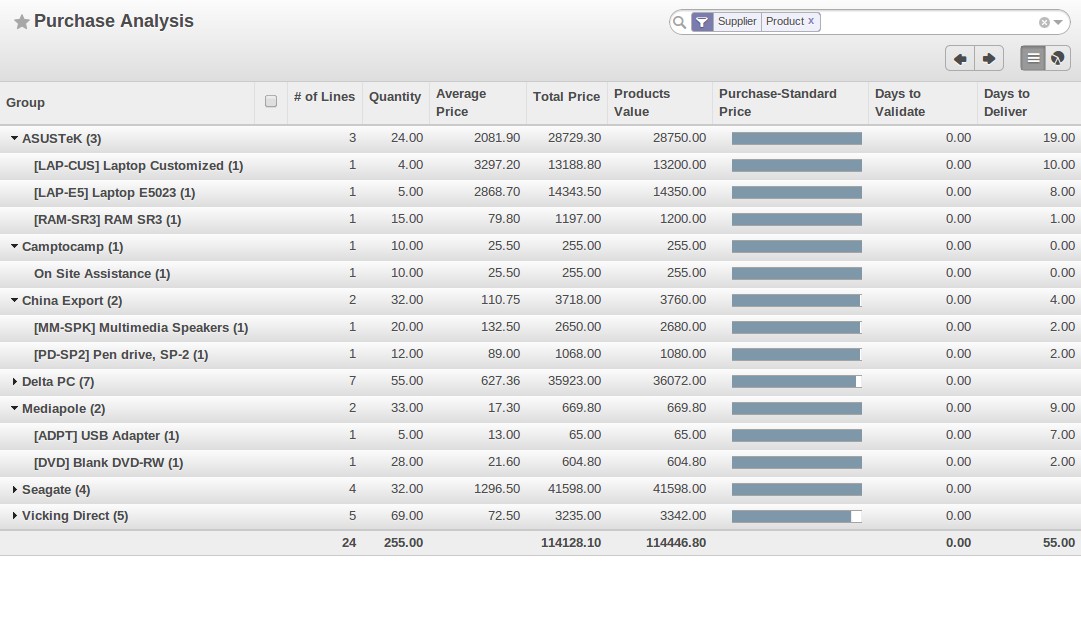 Purchase Analysis
Supplier Product x
Group # of Lines Quantity Average Price Total Price Products Value Purchase-Standard Price Days to Validate Days to Deliver
ASUSTeK (3) 3 24.00 2081.90 28729.30 28750.00 0.00 19.00
[LAP-CUS] Laptop Customized (1) 1 4.00 3297.20 13188.80 13200.00 0.00 10.00
[LAP-E5] Laptop E5023 (1) 1 5.00 2868.70 14343.50 14350.00 0.00 8.00
[RAM-SR3] RAM SR3 (1) 1 15.00 79.80 1197.00 1200.00 0.00 1.00
Camptocamp (1) 1 10.00 25.50 255.00 255.00 0.00 0.00
On Site Assistance (1) 1 10.00 25.50 255.00 255.00 0.00 0.00
China Export (2) 2 32.00 110.75 3718.00 3760.00 0.00 4.00
[MM-SPK] Multimedia Speakers (1) 1 20.00 132.50 2650.00 2680.00 0.00 2.00
[PD-SP2] Pen drive, SP-2 (1) 1 12.00 89.00 1068.00 1080.00 0.00 2.00
Delta PC (7) 7 55.00 627.36 35923.00 36072.00 0.00
Mediapole (2) 2 33.00 17.30 669.80 669.80 0.00 9.00
[ADPT] USB Adapter (1) 1 5.00 13.00 65.00 65.00 0.00 7.00
[DVD] Blank DVD-RW (1) 1 28.00 21.60 604.80 604.80 0.00 2.00
Seagate (4) 4 32.00 1296.50 41598.00 41598.00 0.00
Vicking Direct (5) 5 69.00 72.50 3235.00 3342.00 0.00
24 255.00 114128.10 114446.80 0.00 55.00